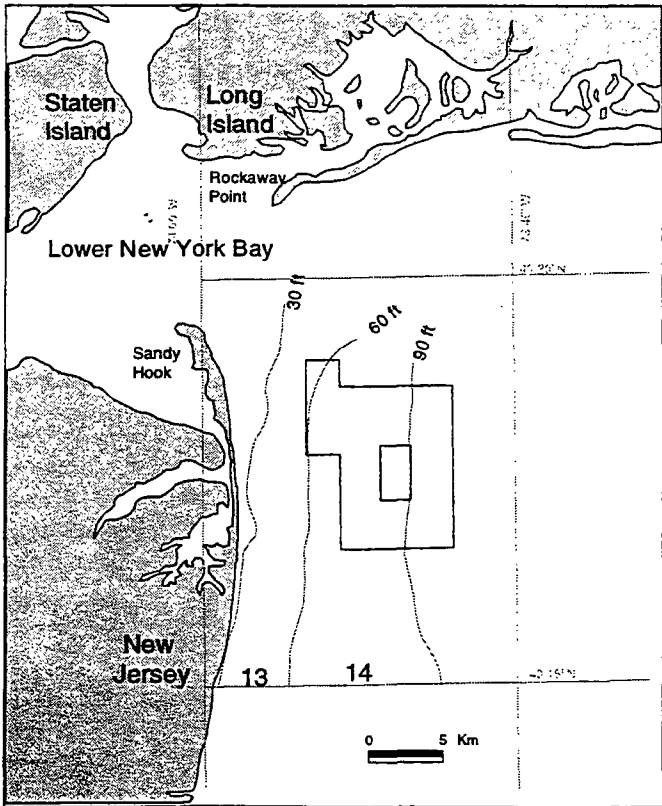 Staten
Island
Long
Island
Rockaway
Point
Lower New York Bay
30 ft
60 ft
90 ft
Sandy
Hook
New
Jersey
13
14
0 5 Km